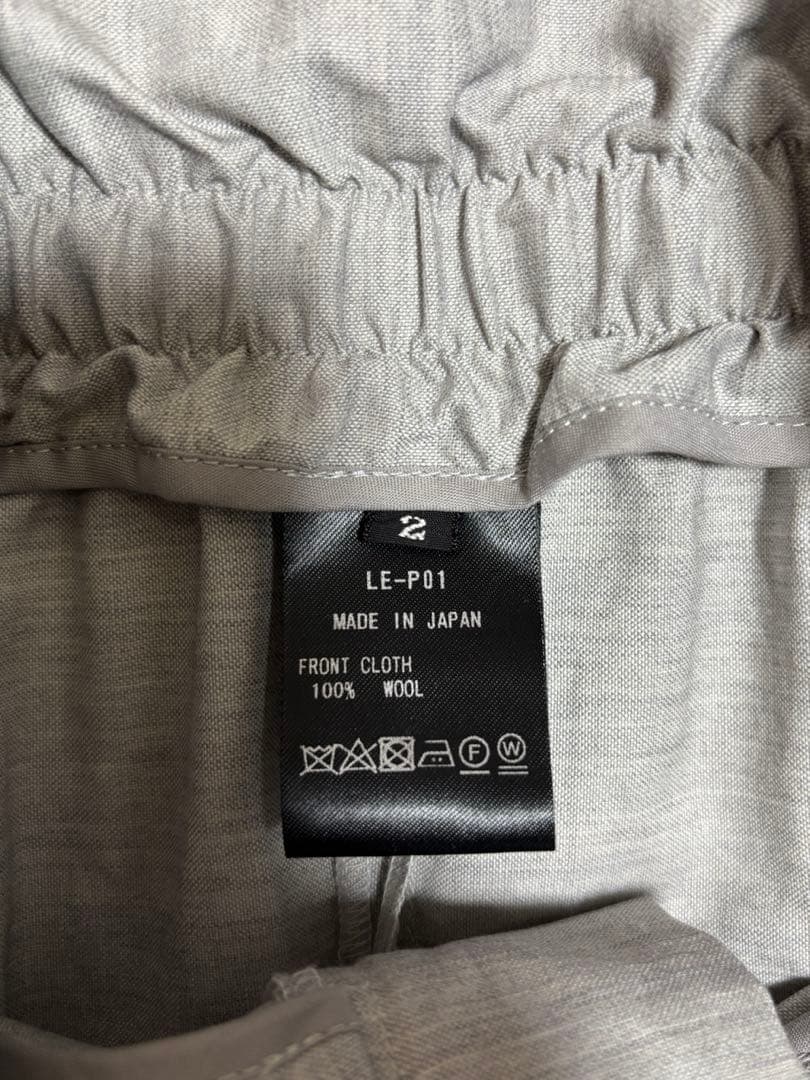 2
LE-P01
MADE IN JAPAN
FRONT CLOTH
100% WOOL
F W